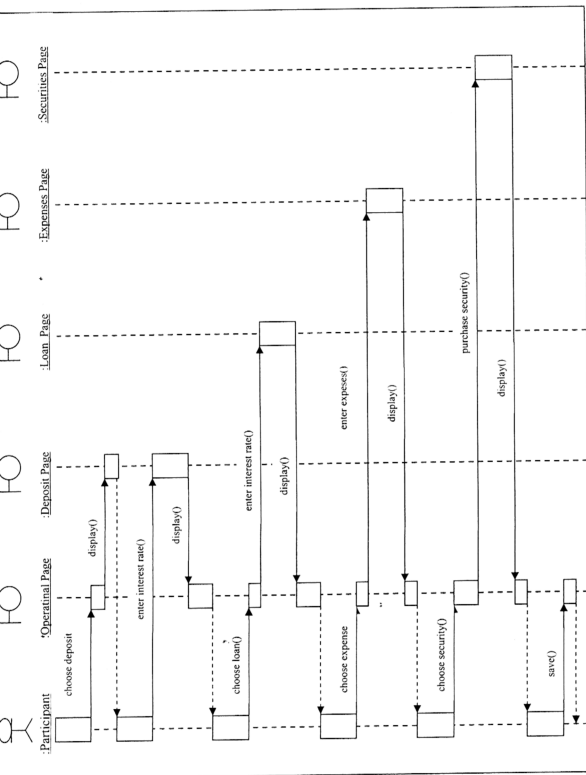 :Participant
:Operatinal Page
:Deposit Page
:Loan Page
:Expenses Page
:Securities Page
choose deposit
display()
enter interest rate()
display()
choose loan()
enter interest rate()
display()
choose expense
enter expeses()
display()
choose security()
purchase security()
display()
save()